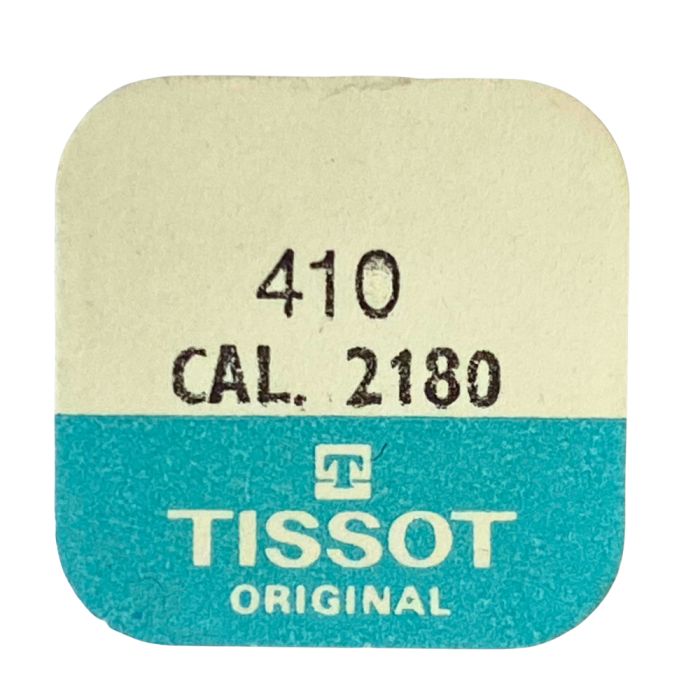 410
CAL. 2180
T
TISSOT
ORIGINAL